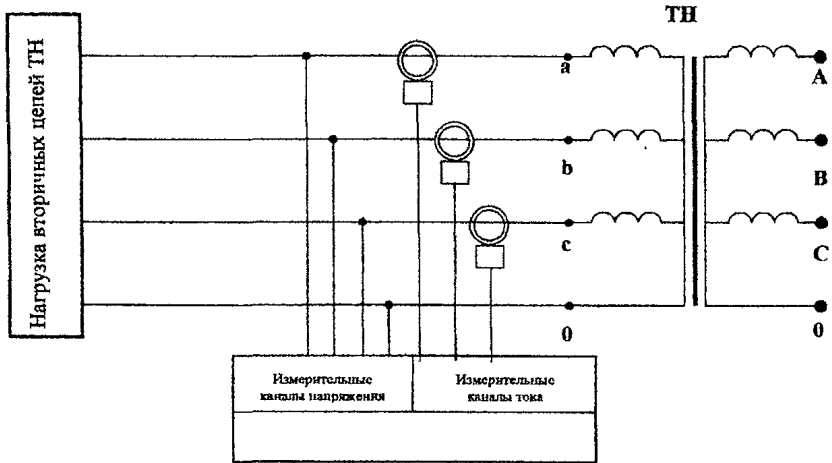 ТН
Нагрузка вторичных цепей ТН
a
A
b
B
c
C
0
0
Измерительные
каналы напряжения
Измерительные
каналы тока